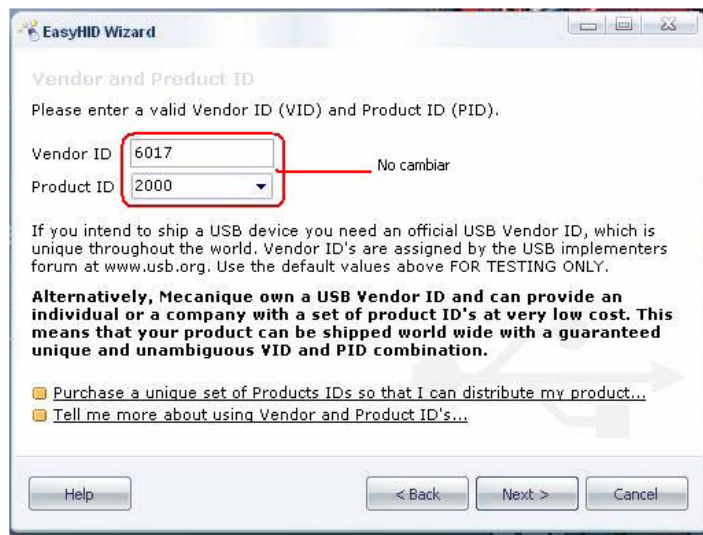 EasyHID Wizard
Vendor and Product ID
Please enter a valid Vendor ID (VID) and Product ID (PID).
Vendor ID 6017
No cambiar
Product ID 2000
If you intend to ship a USB device you need an official USB Vendor ID, which is
unique throughout the world. Vendor ID's are assigned by the USB implementers
forum at www.usb.org. Use the default values above FOR TESTING ONLY.
Alternatively, Mecanique own a USB Vendor ID and can provide an
individual or a company with a set of product ID's at very low cost. This
means that your product can be shipped world wide with a guaranteed
unique and unambiguous VID and PID combination.
Purchase a unique set of Products IDs so that I can distribute my product...
Tell me more about using Vendor and Product ID's...
Help < Back Next > Cancel